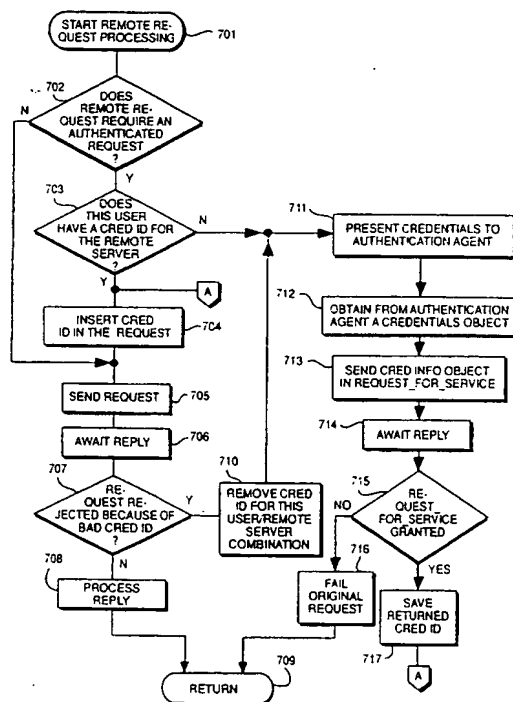 START REMOTE RE-
QUEST PROCESSING
701
702
DOES
REMOTE RE-
QUEST REQUIRE AN
AUTHENTICATED
REQUEST
?
N
Y
703
DOES
THIS USER
HAVE A CRED ID FOR
THE REMOTE
SERVER
?
N
Y
A
INSERT CRED
ID IN THE REQUEST
704
SEND REQUEST
705
AWAIT REPLY
706
707
RE-
QUEST RE-
JECTED BECAUSE OF
BAD CRED ID
?
Y
N
710
REMOVE CRED
ID FOR THIS
USER/REMOTE
SERVER
COMBINATION
708
PROCESS
REPLY
RETURN
709
711
PRESENT CREDENTIALS TO
AUTHENTICATION AGENT
712
OBTAIN FROM AUTHENTICATION
AGENT A CREDENTIALS OBJECT
713
SEND CRED INFO OBJECT
IN REQUEST_FOR_SERVICE
714
AWAIT REPLY
715
RE-
QUEST
FOR_SERVICE
GRANTED
NO
YES
716
FAIL
ORIGINAL
REQUEST
SAVE
RETURNED
CRED ID
717
A